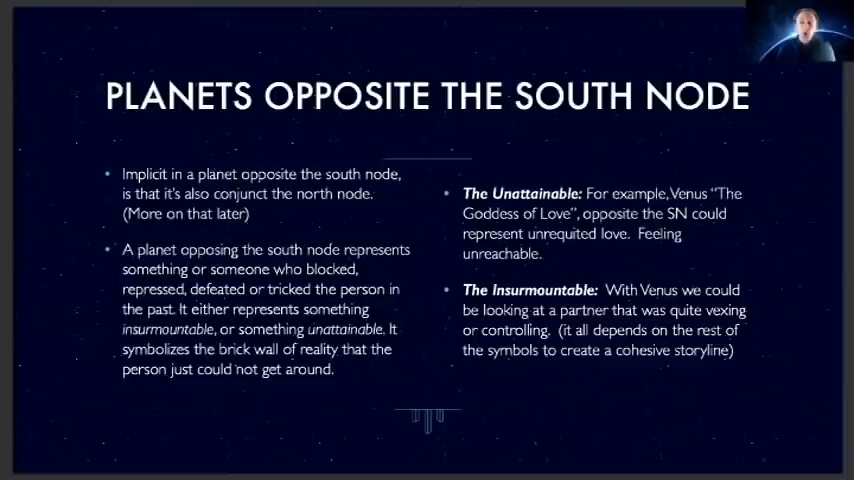 PLANETS OPPOSITE THE SOUTH NODE
• Implicit in a planet opposite the south node,
is that it's also conjunct the north node.
(More on that later)
• A planet opposing the south node represents
something or someone who blocked,
repressed, defeated or tricked the person in
the past. It either represents something
insurmountable, or something unattainable. It
symbolizes the brick wall of reality that the
person just could not get around.
• The Unattainable: For example, Venus "The
Goddess of Love", opposite the SN could
represent unrequited love. Feeling
unreachable.
• The Insurmountable: With Venus we could
be looking at a partner that was quite vexing
or controlling. (it all depends on the rest of
the symbols to create a cohesive storyline)